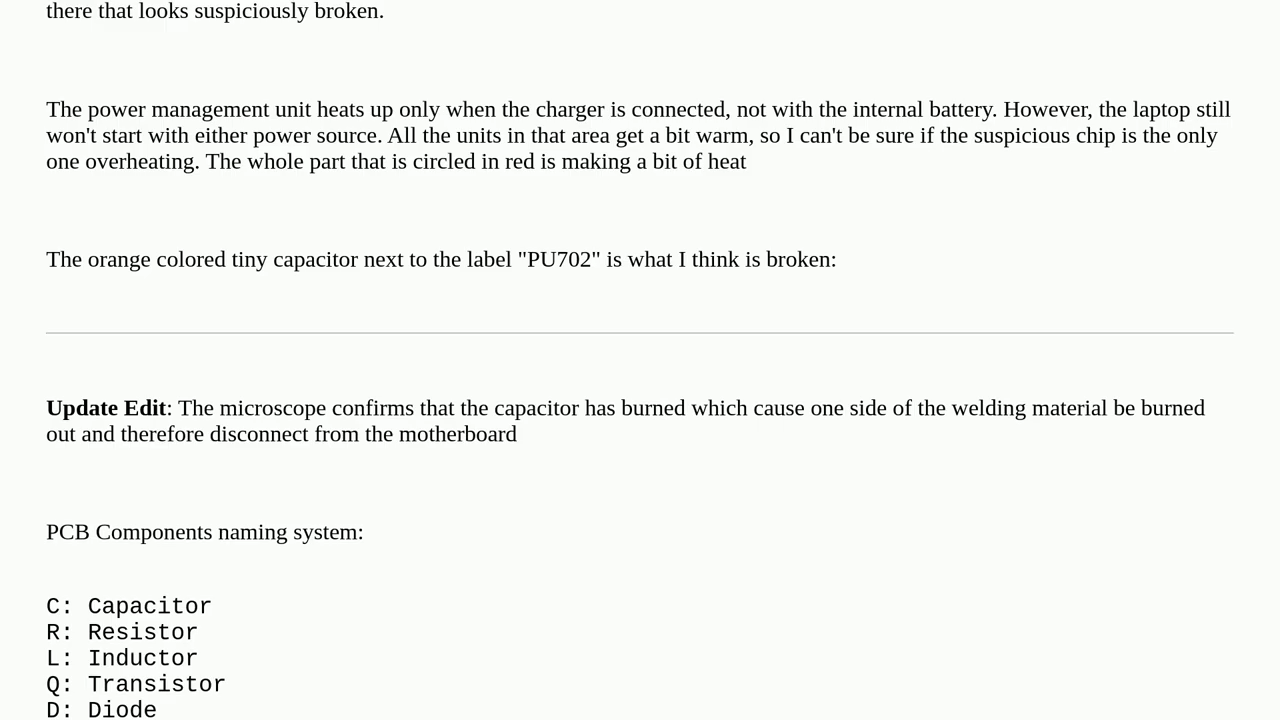 there that looks suspiciously broken.
The power management unit heats up only when the charger is connected, not with the internal battery. However, the laptop still
won't start with either power source. All the units in that area get a bit warm, so I can't be sure if the suspicious chip is the only
one overheating. The whole part that is circled in red is making a bit of heat
The orange colored tiny capacitor next to the label "PU702" is what I think is broken:
Update Edit: The microscope confirms that the capacitor has burned which cause one side of the welding material be burned
out and therefore disconnect from the motherboard
PCB Components naming system:
C: Capacitor
R: Resistor
L: Inductor
Q: Transistor
D: Diode